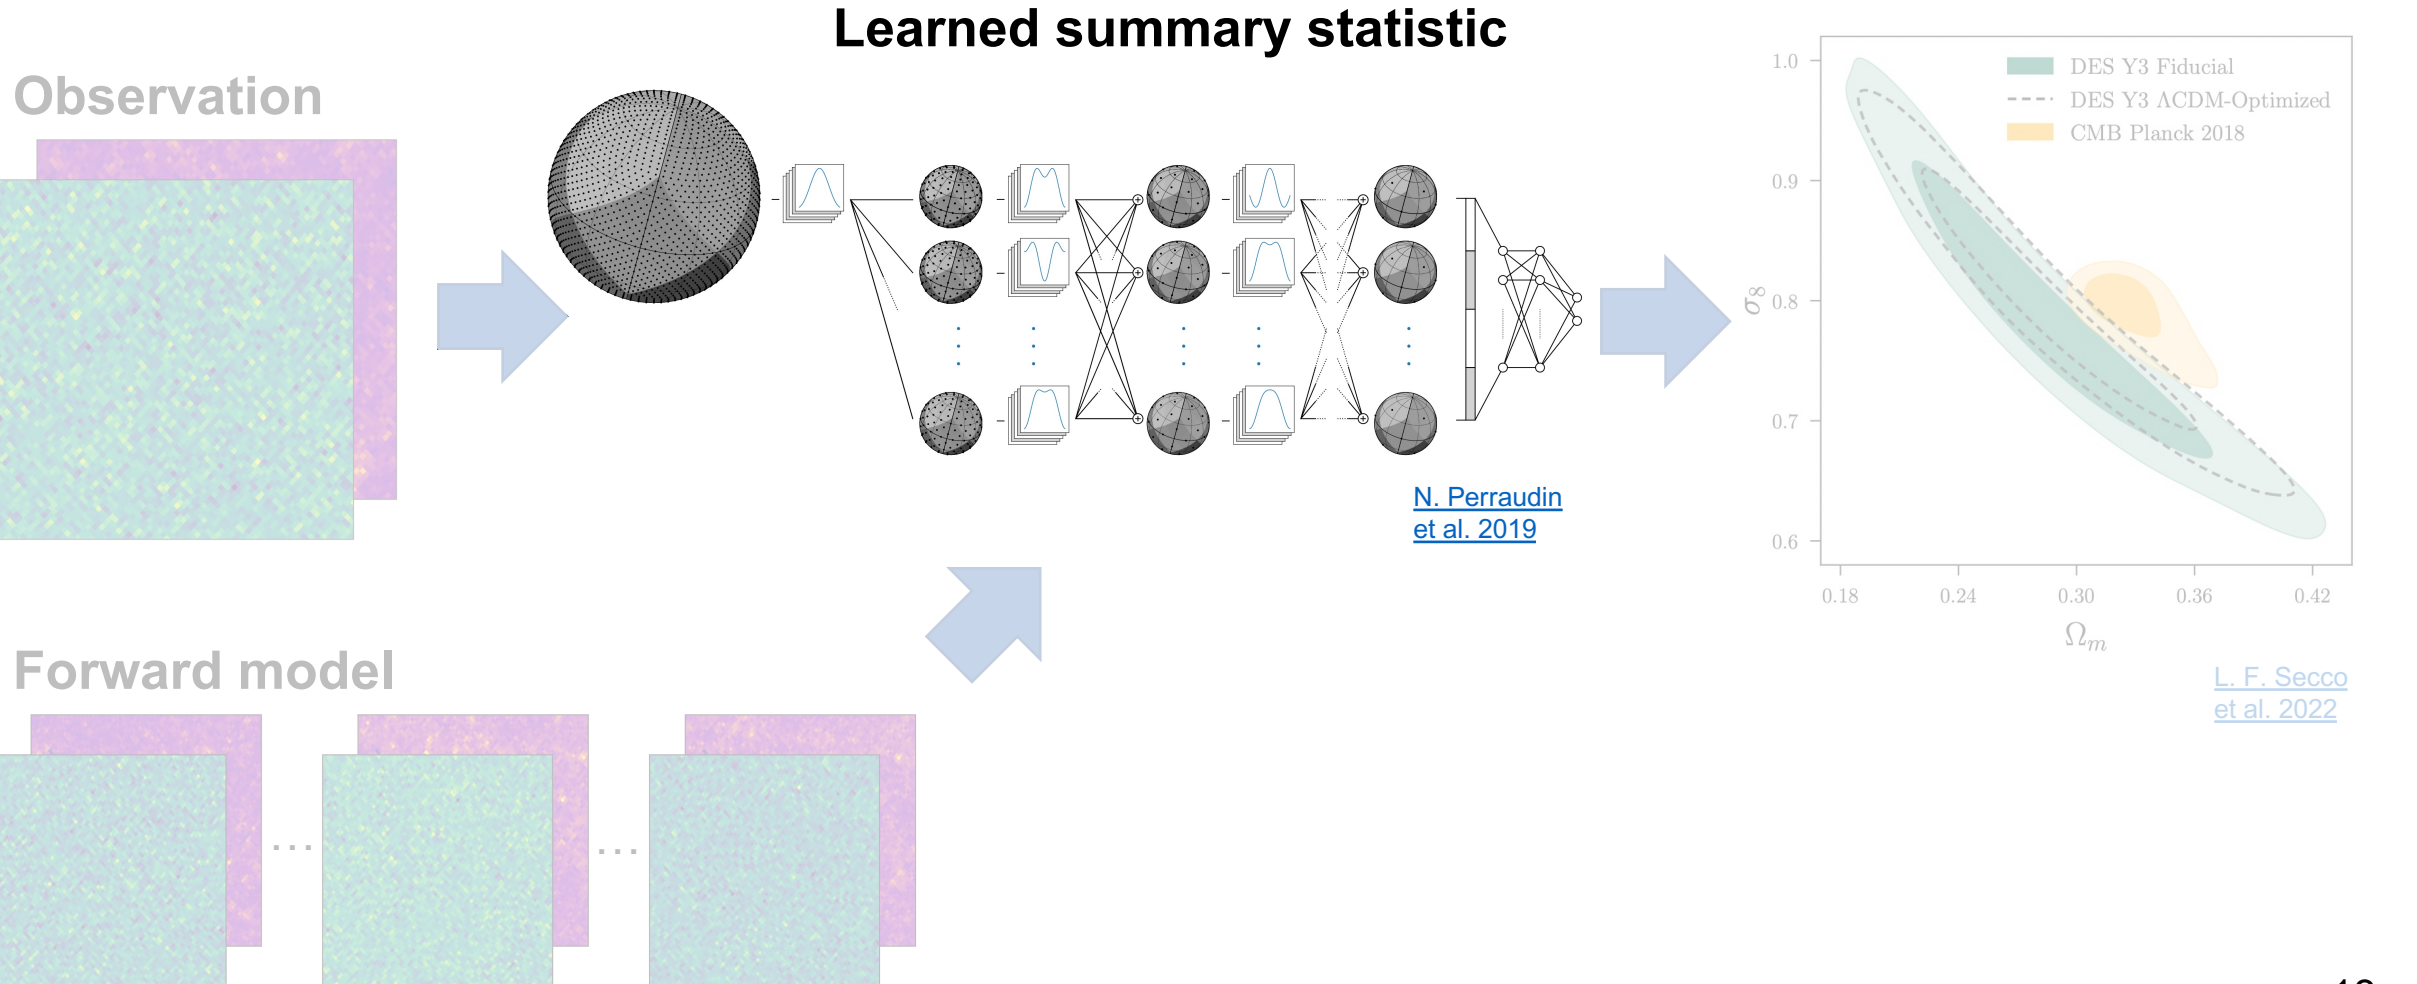 Learned summary statistic
Observation
N. Perraudin
et al. 2019
DES Y3 Fiducial
DES Y3 ΛCDM-Optimized
CMB Planck 2018
1.0
0.9
0.8
0.7
0.6
σ8
0.18 0.24 0.30 0.36 0.42
Ωm
L. F. Secco
et al. 2022
Forward model
... ...